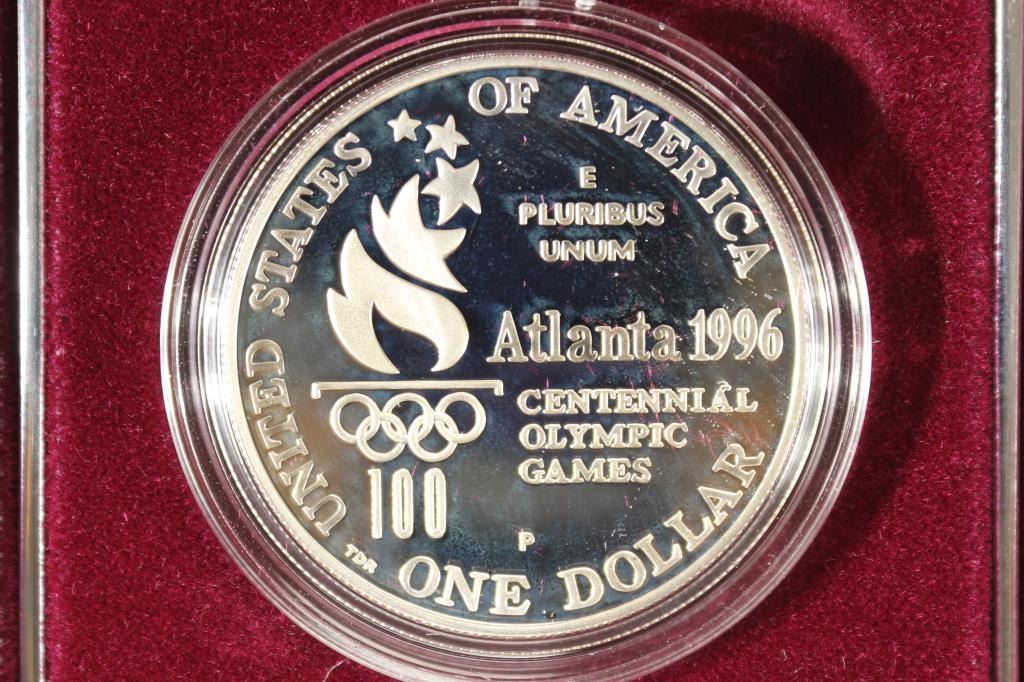 UNITED STATES OF AMERICA
E
PLURIBUS
UNUM
Atlanta 1996
CENTENNIAL
OLYMPIC
GAMES
100
P
TDR
ONE DOLLAR